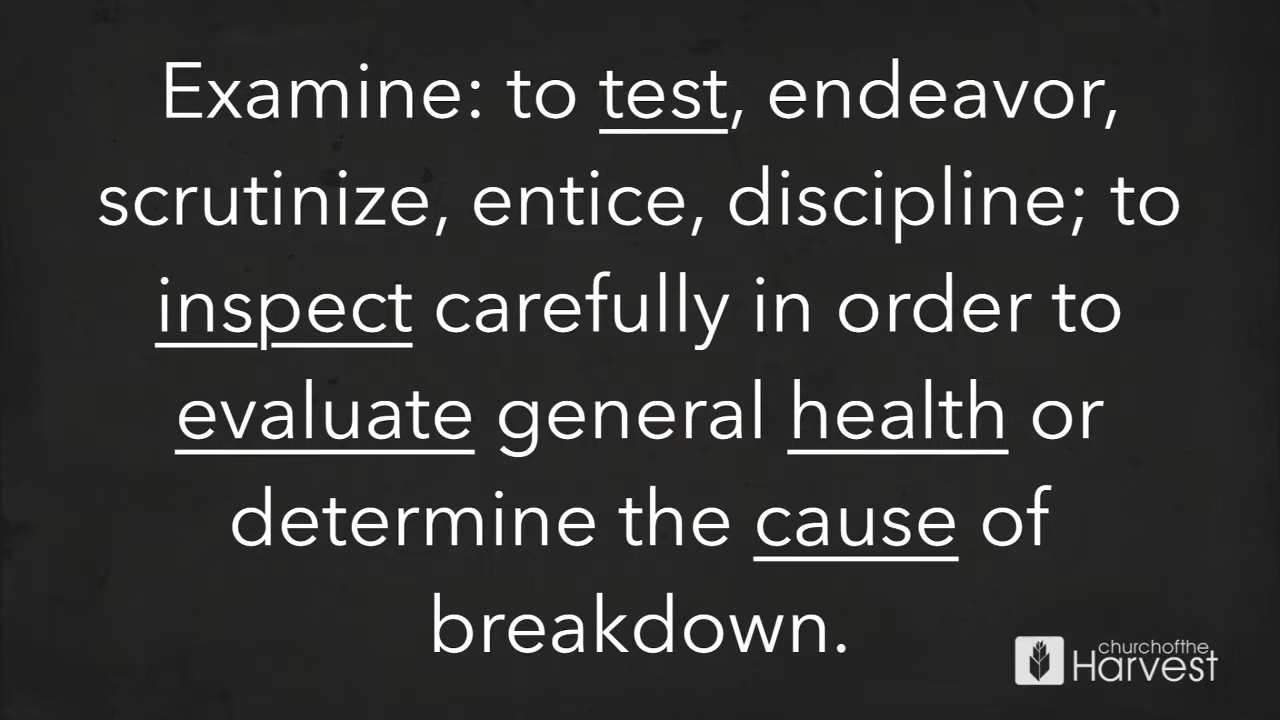 Examine: to test, endeavor,
scrutinize, entice, discipline; to
inspect carefully in order to
evaluate general health or
determine the cause of
breakdown.
churchofthe
Harvest